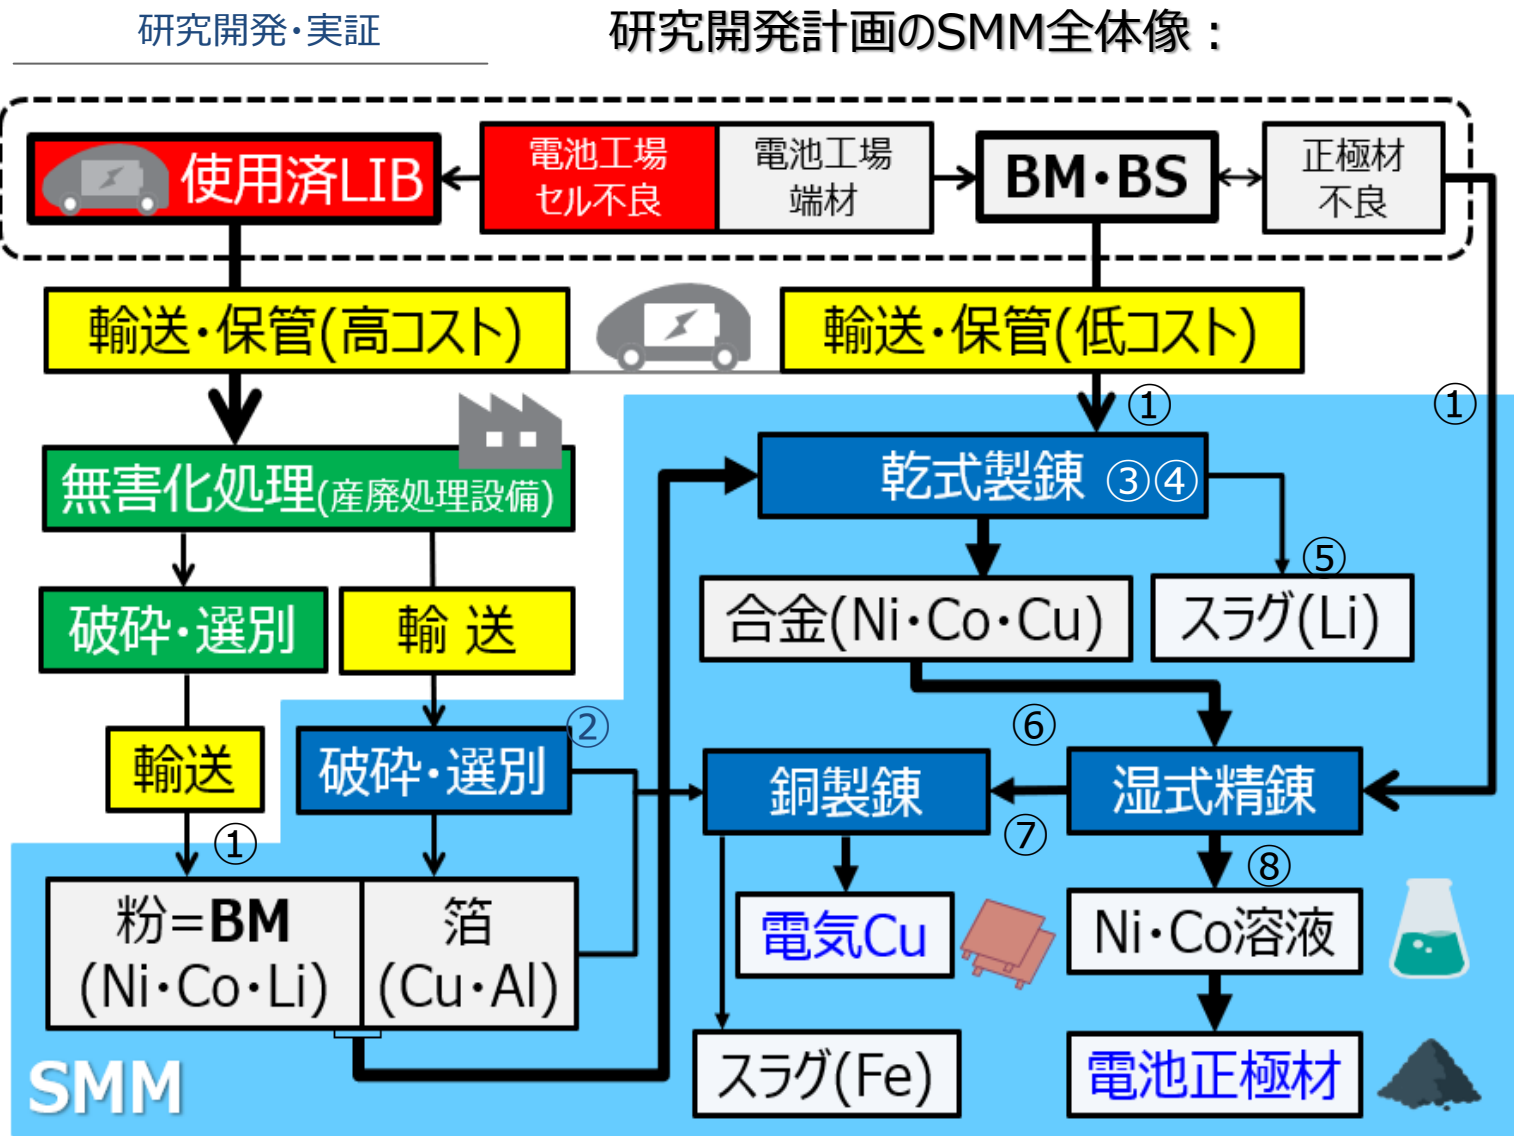 研究開発・実証
研究開発計画のSMM全体像：
使用済LIB
電池工場
セル不良
電池工場
端材
BM・BS
正極材
不良
輸送・保管(高コスト)
輸送・保管(低コスト)
①
①
無害化処理(産廃処理設備)
乾式製錬 ③④
⑤
破砕・選別
輸 送
合金(Ni・Co・Cu)
スラグ(Li)
②
⑥
輸送
破砕・選別
銅製錬
湿式精錬
①
⑦
⑧
粉=BM
(Ni・Co・Li)
箔
(Cu・Al)
電気Cu
Ni・Co溶液
スラグ(Fe)
電池正極材
SMM